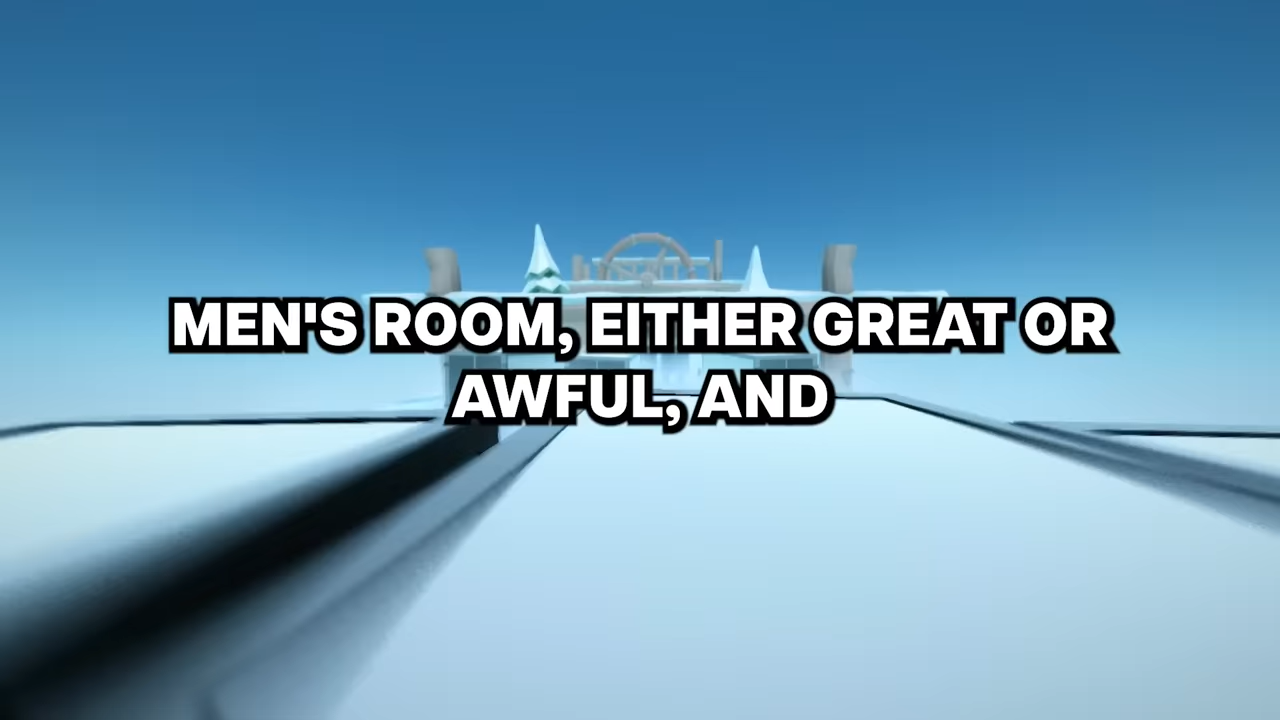 MEN'S ROOM, EITHER GREAT OR
AWFUL, AND